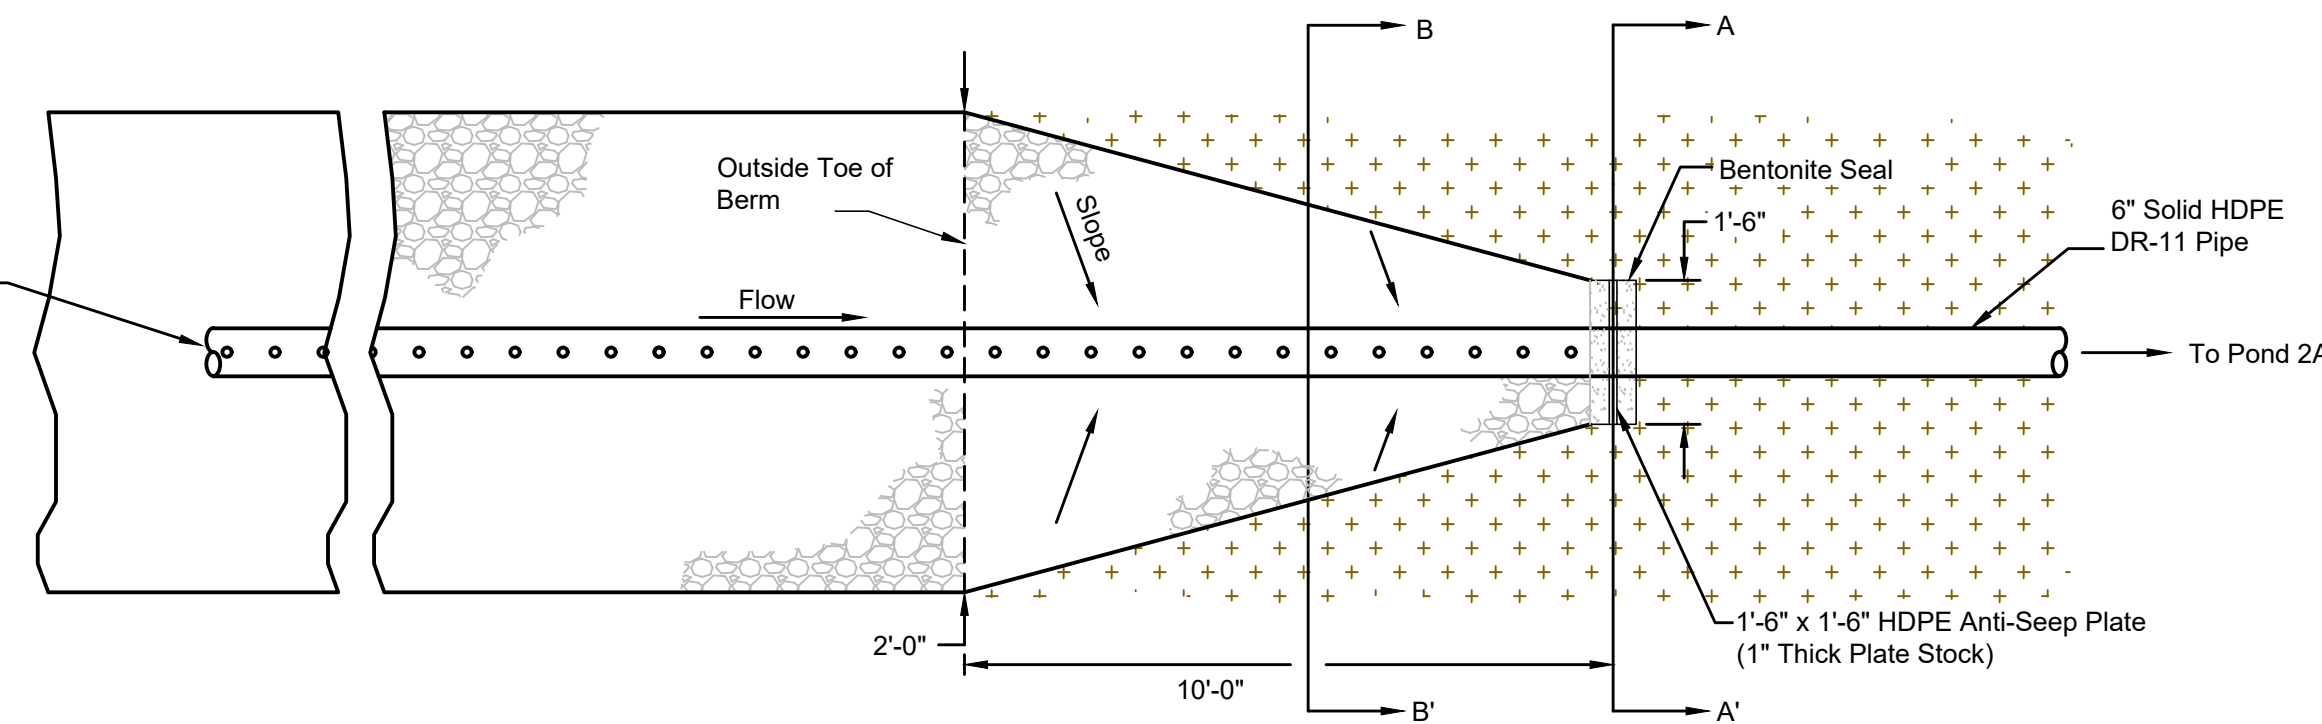 B
A
Outside Toe of
Berm
Slope
Bentonite Seal
1'-6"
6" Solid HDPE
DR-11 Pipe
Flow
To Pond 2A
2'-0"
1'-6" x 1'-6" HDPE Anti-Seep Plate
(1" Thick Plate Stock)
10'-0"
B'
A'